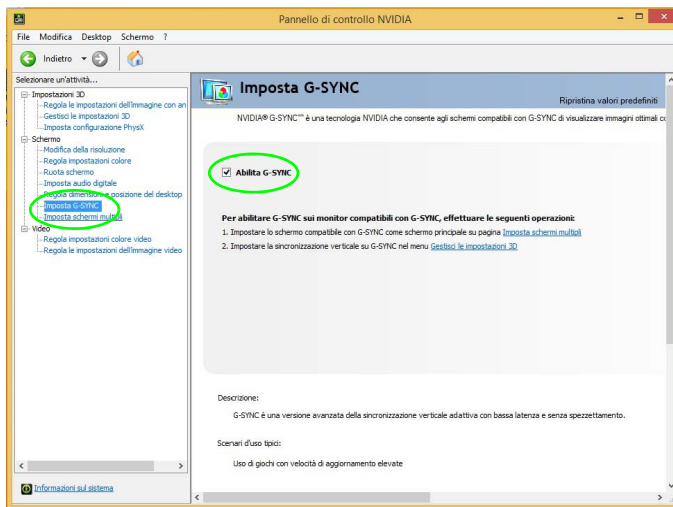 Pannello di controllo NVIDIA
File Modifica Desktop Schermo ?
Indietro
Selezionare un'attività...
Impostazioni 3D
Regola le impostazioni dell'immagine con an
Gestisci le impostazioni 3D
Imposta configurazione PhysX
Schermo
Modifica della risoluzione
Regola impostazioni colore
Ruota schermo
Imposta audio digitale
Regola dimensioni e posizione del desktop
Imposta G-SYNC
Imposta schermi multipli
Video
Regola impostazioni colore video
Regola le impostazioni dell'immagine video
Informazioni sul sistema
Imposta G-SYNC
Ripristina valori predefiniti
NVIDIA® G-SYNC™ è una tecnologia NVIDIA che consente agli schermi compatibili con G-SYNC di visualizzare immagini ottimali co
Abilita G-SYNC
Per abilitare G-SYNC sui monitor compatibili con G-SYNC, effettuare le seguenti operazioni:
1. Impostare lo schermo compatibile con G-SYNC come schermo principale su pagina Imposta schermi multipli
2. Impostare la sincronizzazione verticale su G-SYNC nel menu Gestisci le impostazioni 3D
Descrizione:
G-SYNC è una versione avanzata della sincronizzazione verticale adattiva con bassa latenza e senza spezzettamento.
Scenari d'uso tipici:
Uso di giochi con velocità di aggiornamento elevate